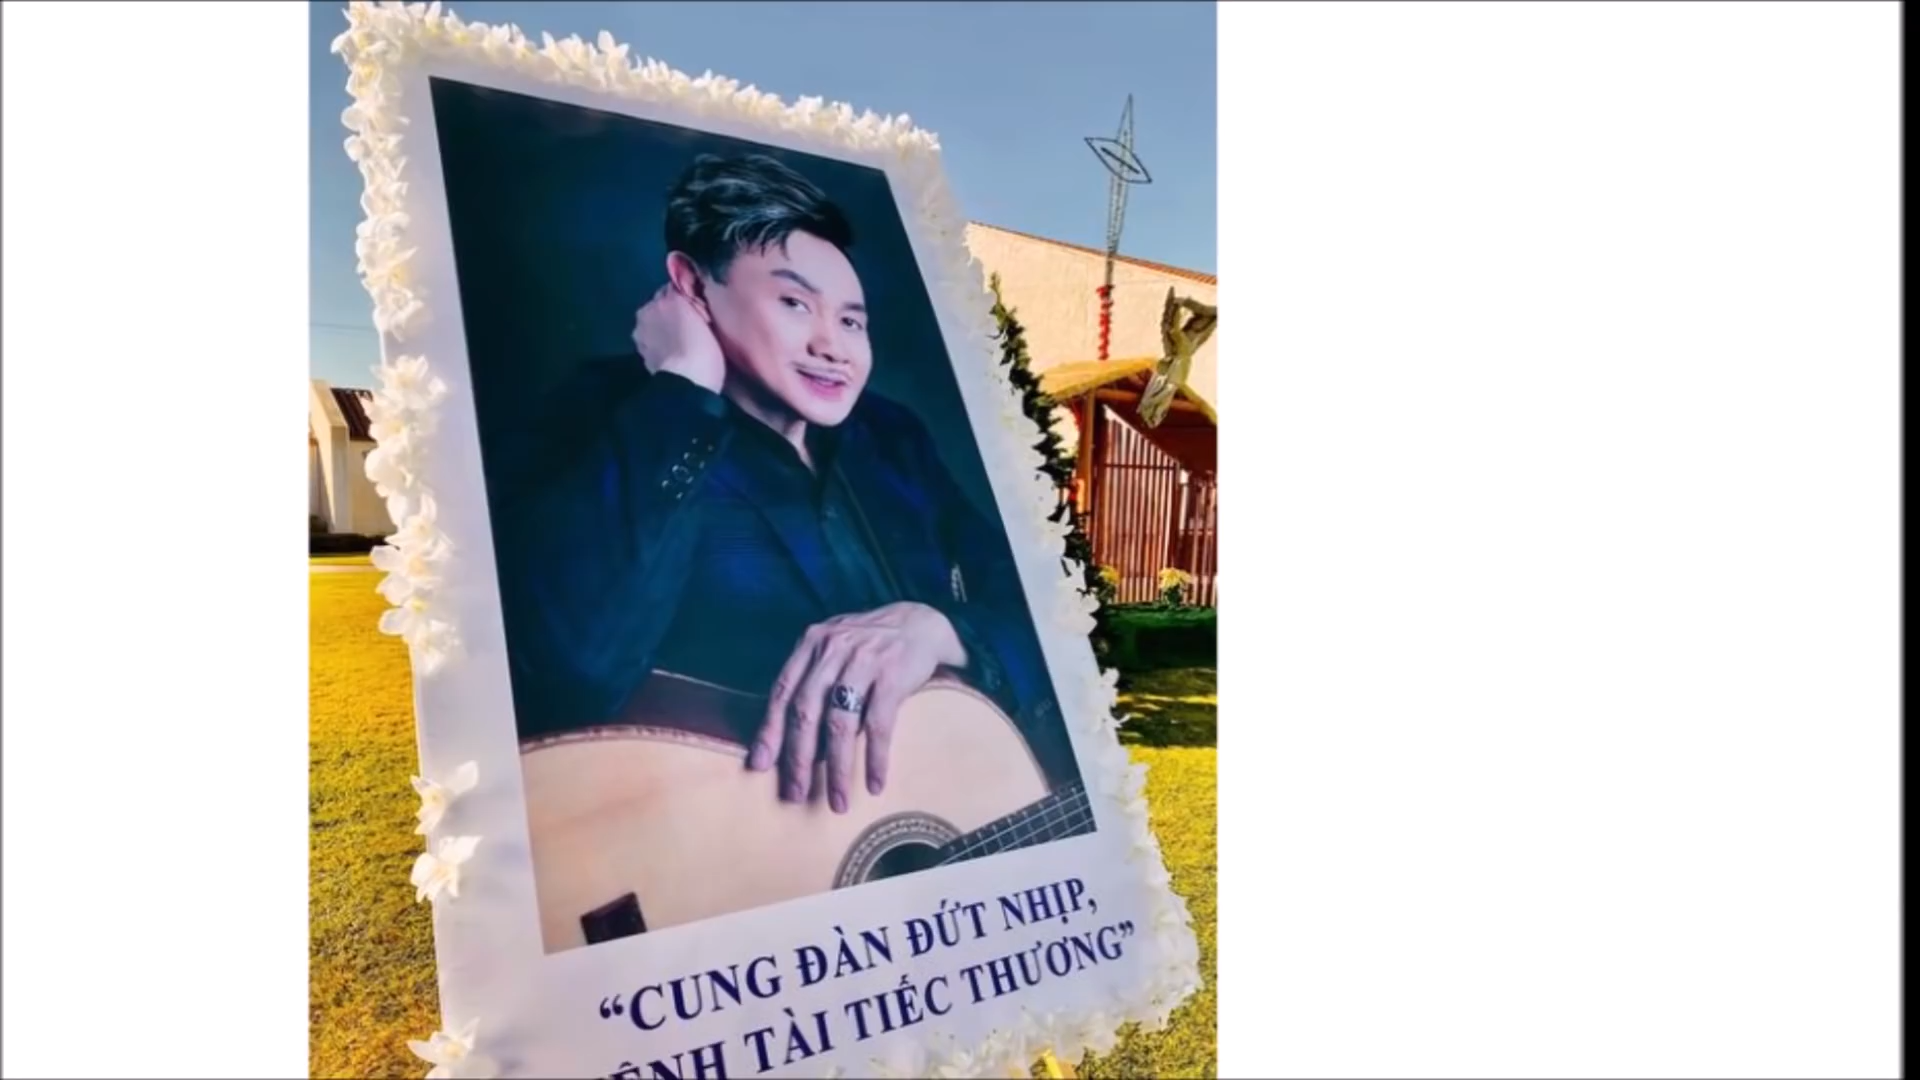 “CUNG ĐÀN ĐỨT NHỊP,
TÀI TIẾC THƯƠNG”